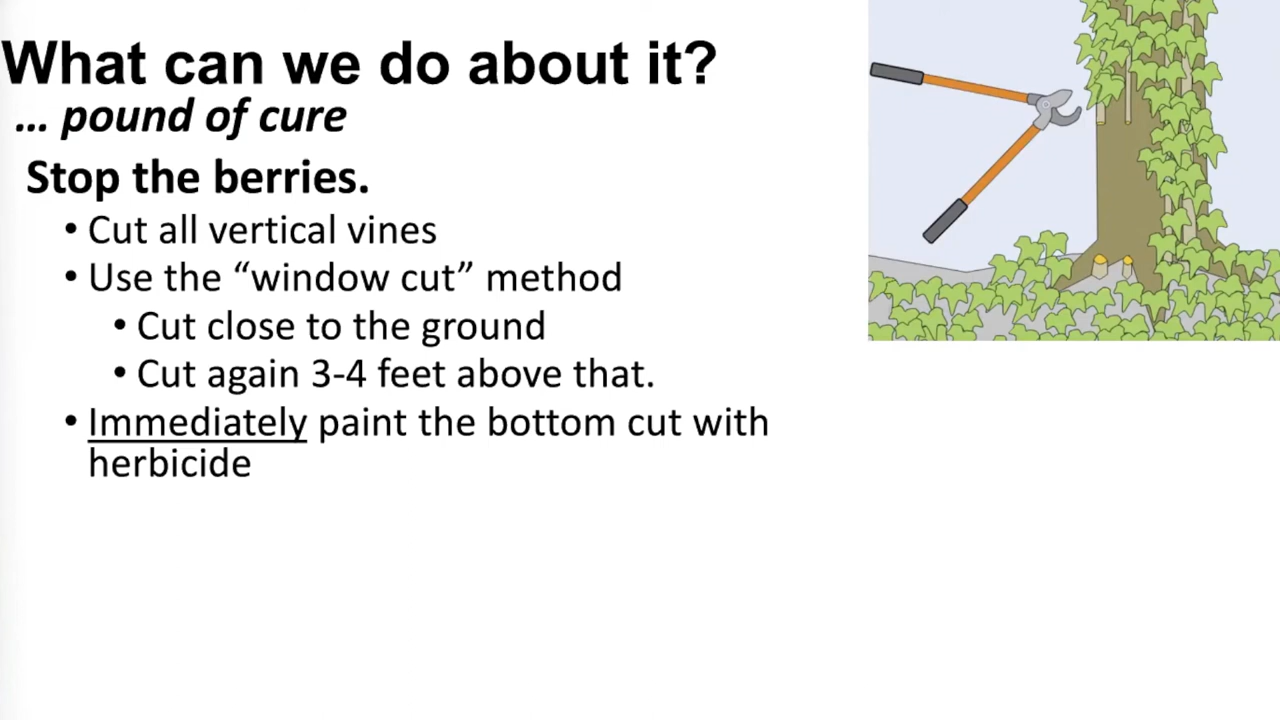 What can we do about it?
... pound of cure
Stop the berries.
• Cut all vertical vines
• Use the “window cut” method
• Cut close to the ground
• Cut again 3-4 feet above that.
• Immediately paint the bottom cut with
herbicide